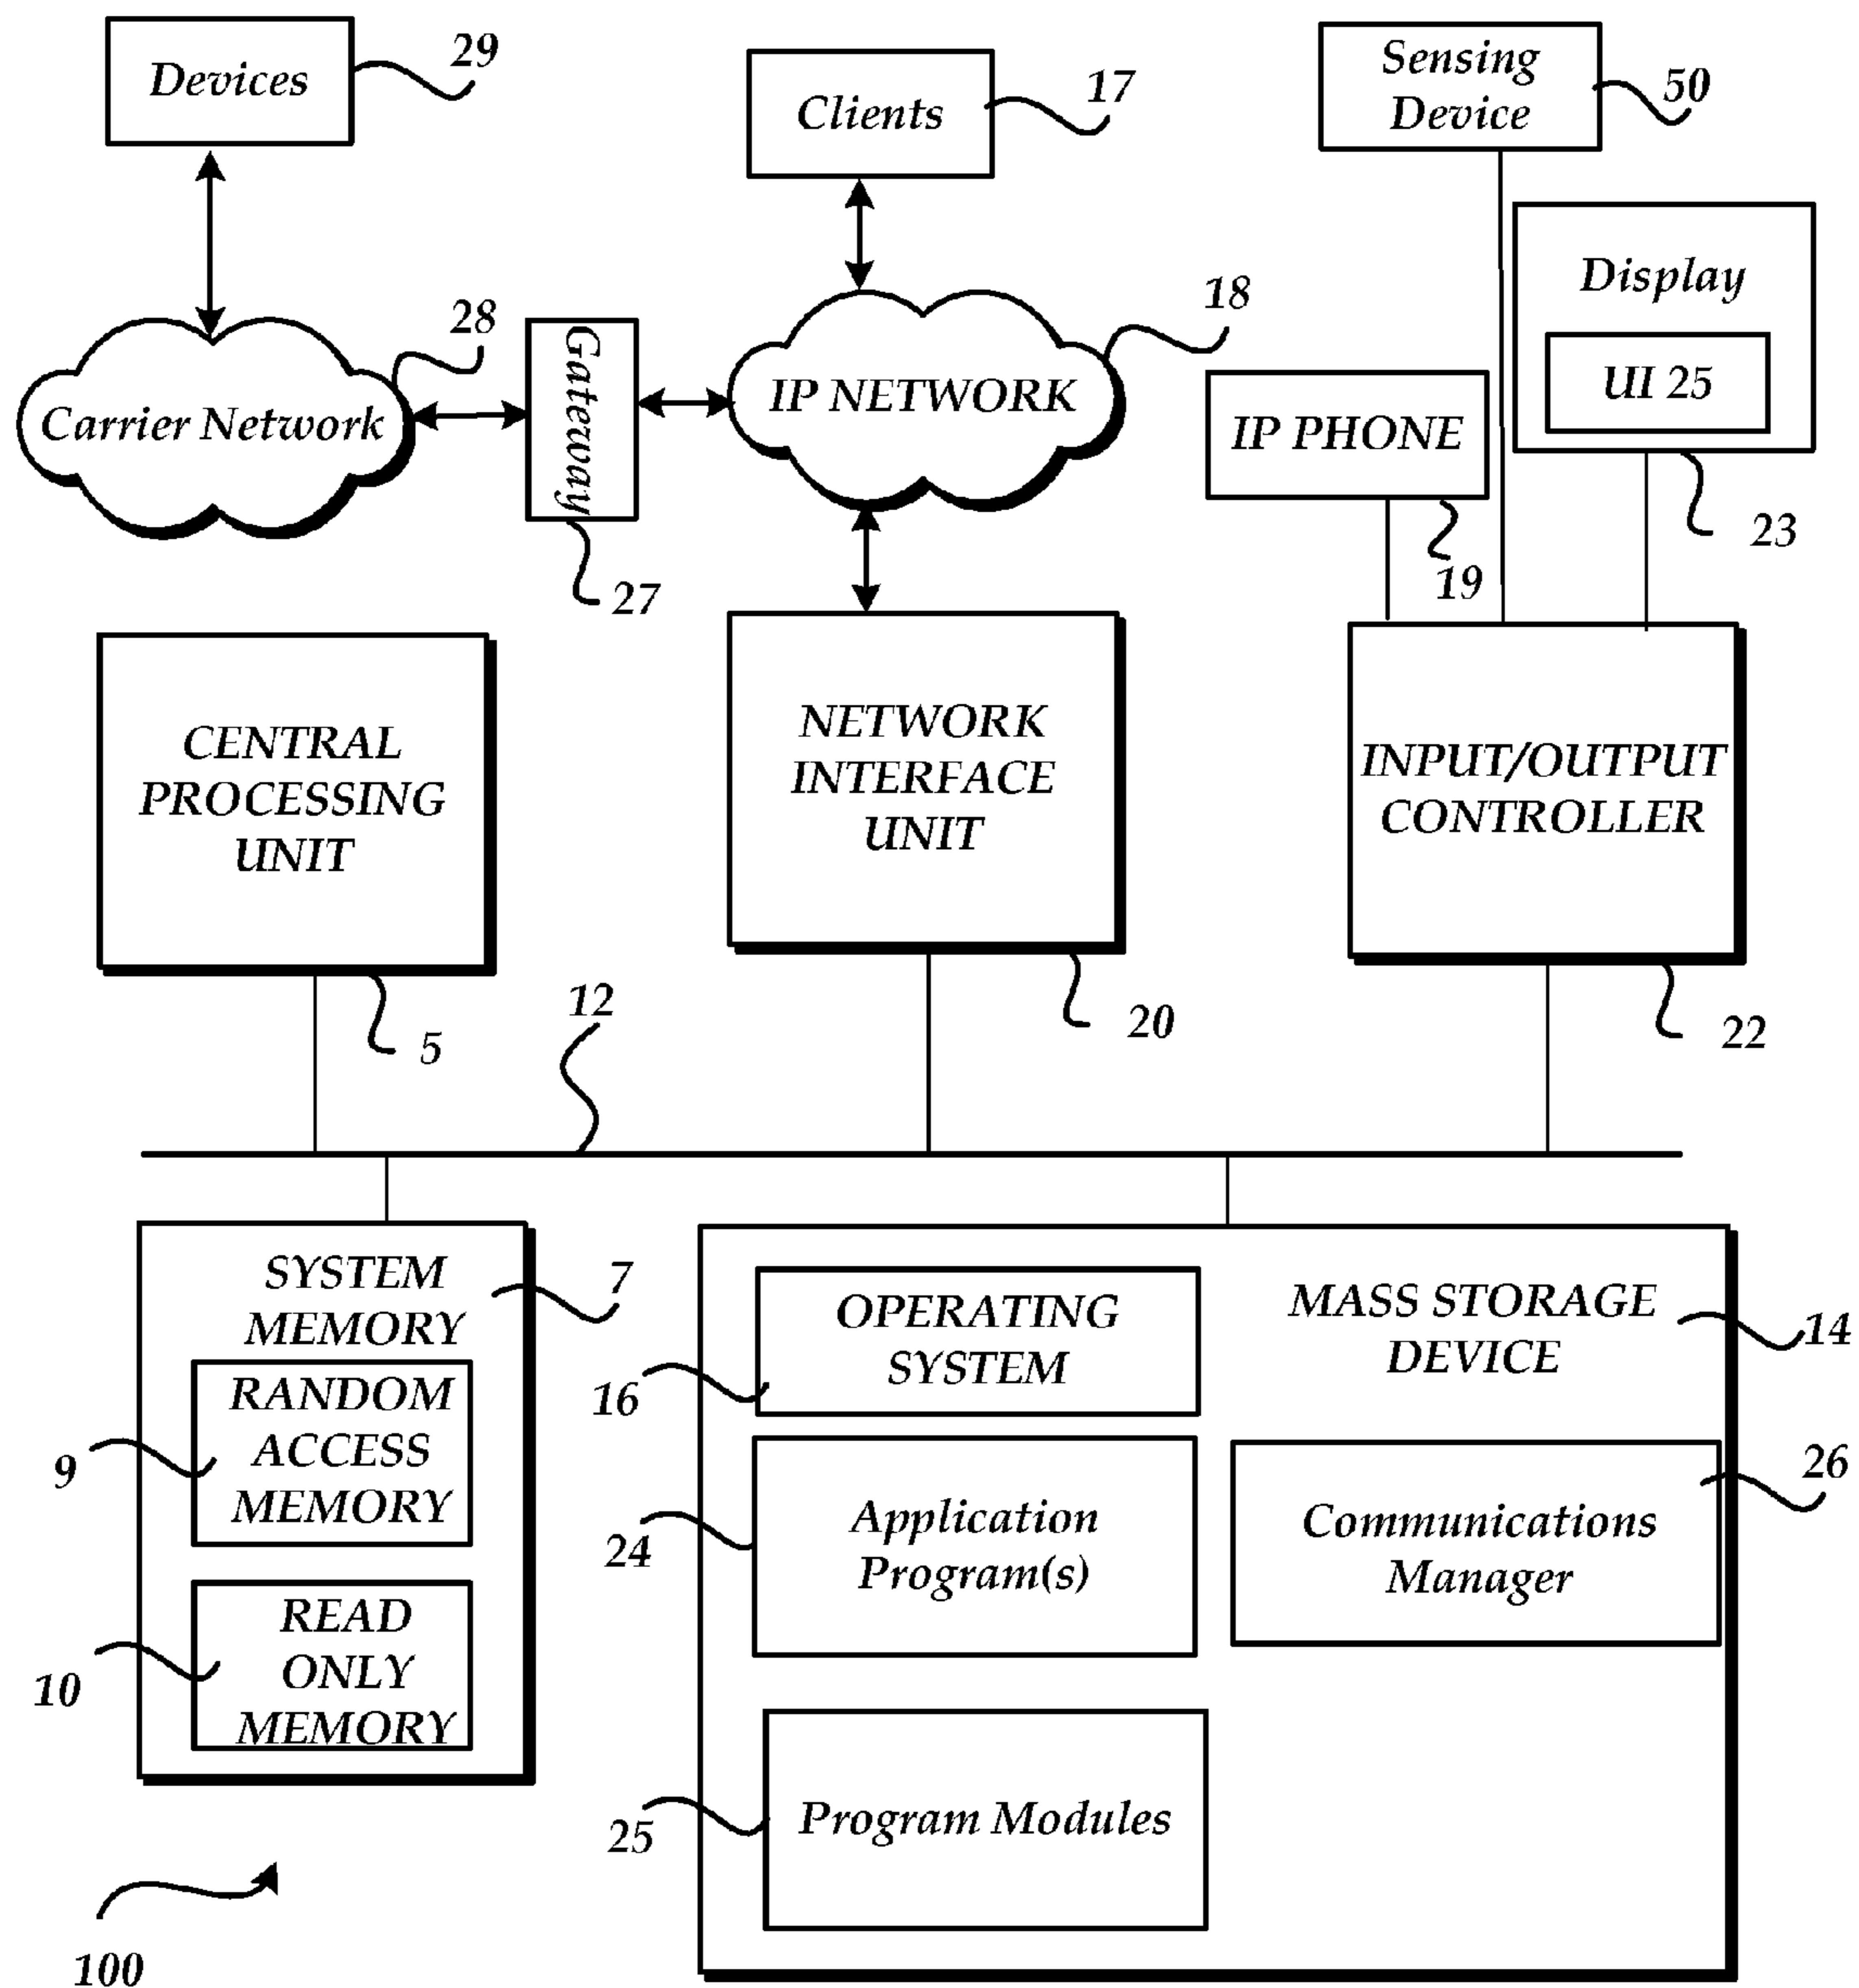 Devices
29
Clients
17
Sensing
Device
50
Display
UI 25
23
Carrier Network
28
Gateway
27
IP NETWORK
18
IP PHONE
19
CENTRAL
PROCESSING
UNIT
5
NETWORK
INTERFACE
UNIT
20
INPUT/OUTPUT
CONTROLLER
22
12
SYSTEM
MEMORY
7
RANDOM
ACCESS
MEMORY
9
READ
ONLY
MEMORY
10
OPERATING
SYSTEM
16
MASS STORAGE
DEVICE
14
Application
Program(s)
24
Communications
Manager
26
Program Modules
25
100